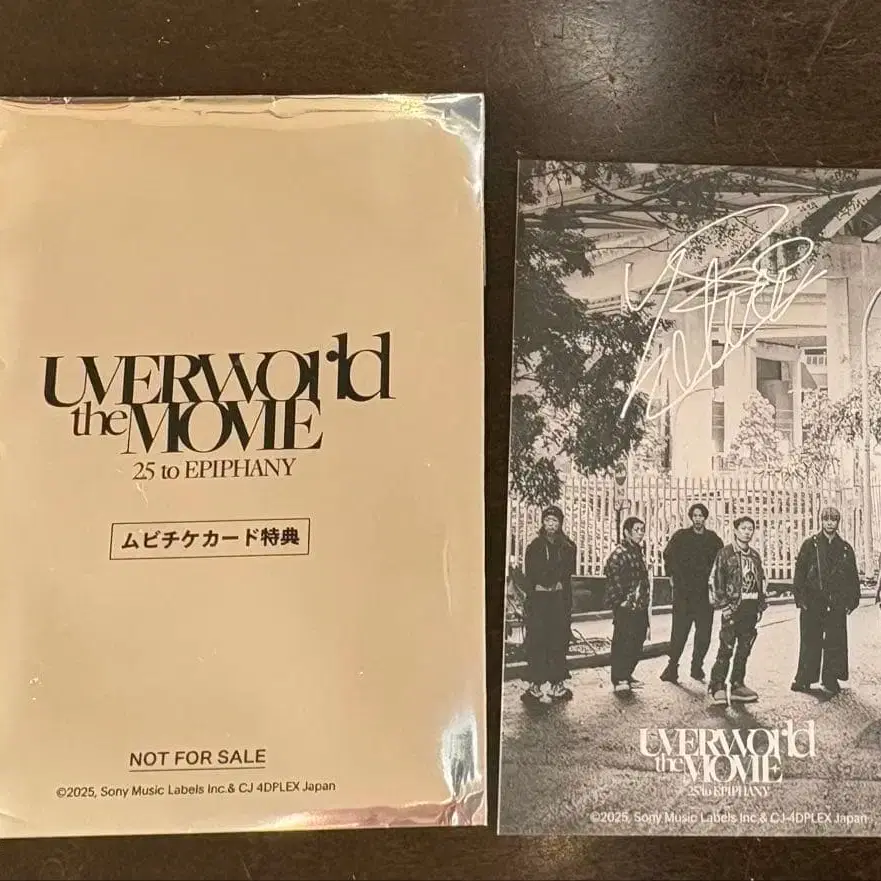 UVERworld
the MOVIE
25 to EPIPHANY
ムビチケカード特典
NOT FOR SALE
©2025, Sony Music Labels Inc.& CJ 4DPLEX Japan
UVERworld
the MOVIE
25 to EPIPHANY
©2025, Sony Music Labels Inc.& CJ 4DPLEX Japan